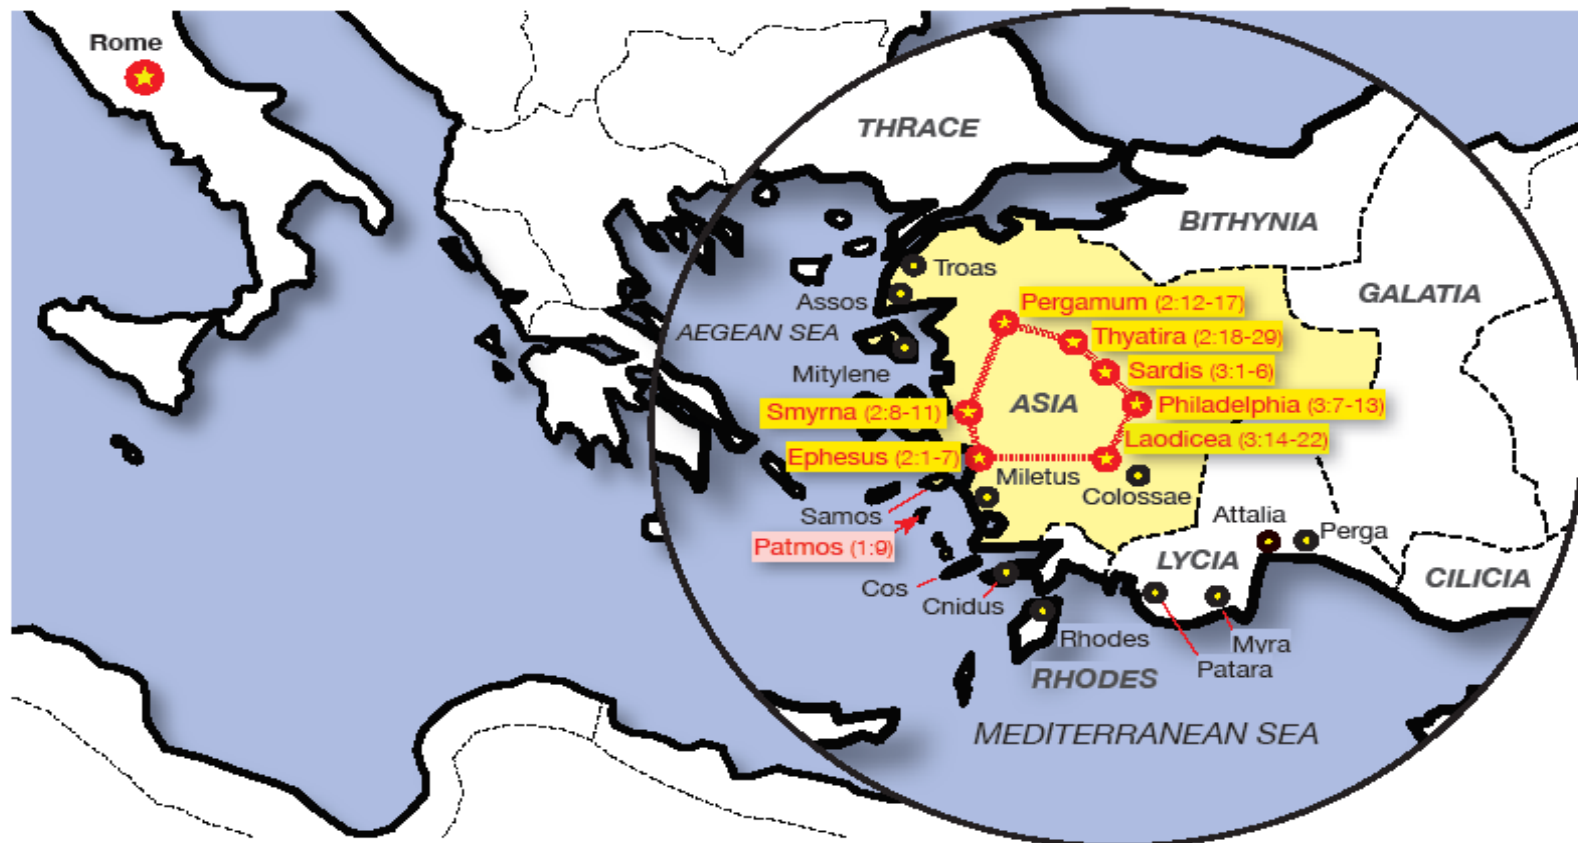 Rome
THRACE
BITHYNIA
Troas
GALATIA
Assos
Pergamum (2:12-17)
AEGEAN SEA
Thyatira (2:18-29)
Mitylene
Sardis (3:1-6)
Smyrna (2:8-11)
ASIA
Philadelphia (3:7-13)
Laodicea (3:14-22)
Ephesus (2:1-7)
Miletus
Colossae
Samos
Attalia
Perga
Patmos (1:9)
LYCIA
CILICIA
Cos
Cnidus
Rhodes
Myra
Patara
RHODES
MEDITERRANEAN SEA